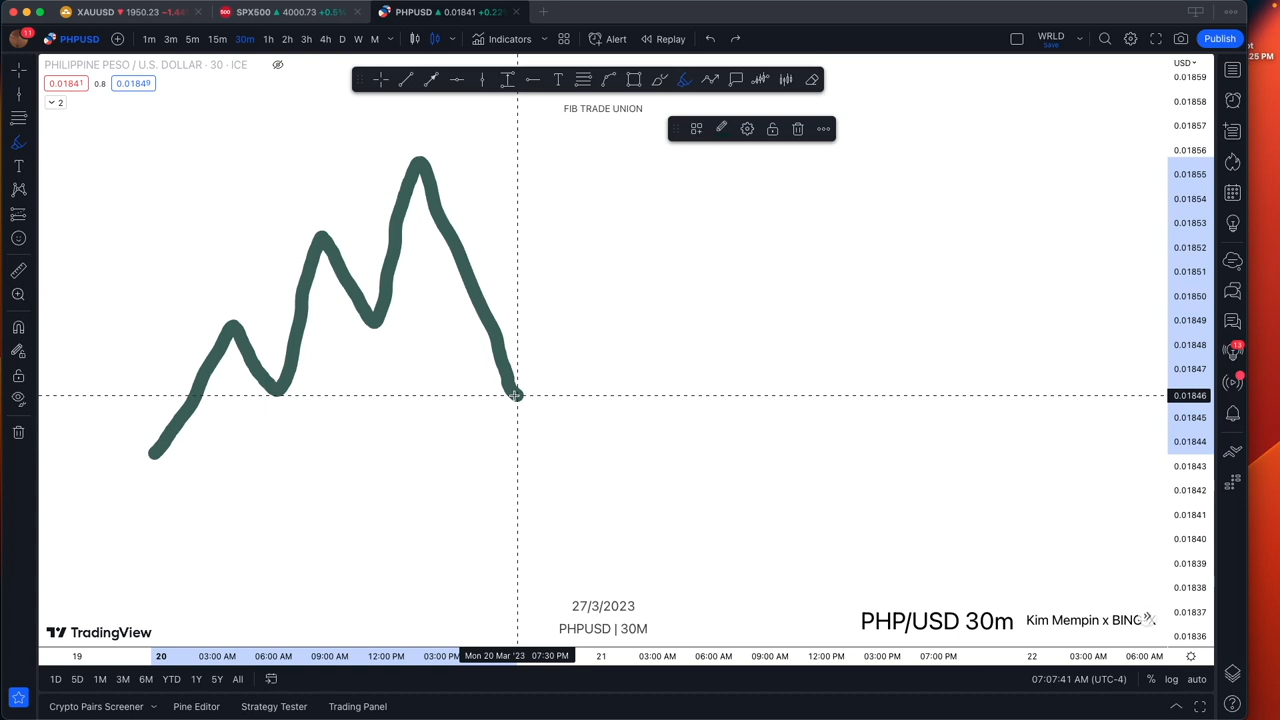 XAUUSD ▼ 1950.23 −1.44
500 SPX500 ▲ 4000.73 +0.5%
PHPUSD ▲ 0.01841 +0.22
11 PHPUSD 1m 3m 5m 15m 30m 1h 2h 3h 4h D W M Indicators Alert Replay WRLD Save Publish
PHILIPPINE PESO / U.S. DOLLAR · 30 · ICE
0.01841 0.8 0.01849
2
FIB TRADE UNION
USD
0.01859
0.01858
0.01857
0.01856
0.01855
0.01854
0.01853
0.01852
0.01851
0.01850
0.01849
0.01848
0.01847
0.01846
0.01845
0.01844
0.01843
0.01842
0.01841
0.01840
0.01839
0.01838
0.01837
0.01836
13
27/3/2023
PHPUSD | 30M
PHP/USD 30m Kim Mempin x
TradingView
19 20 03:00 AM 06:00 AM 09:00 AM 12:00 PM 03:00 PM Mon 20 Mar '23 07:30 PM 21 03:00 AM 06:00 AM 09:00 AM 12:00 PM 03:00 PM 07:00 PM 22 03:00 AM 06:00 AM
1D 5D 1M 3M 6M YTD 1Y 5Y All 07:07:41 AM (UTC-4) % log auto
Crypto Pairs Screener Pine Editor Strategy Tester Trading Panel